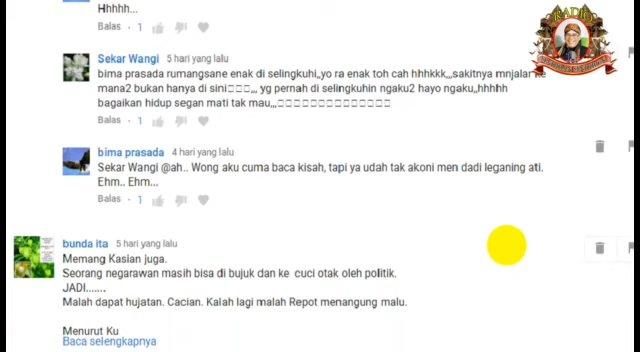 Hhhhh...
Balas · 1
Sekar Wangi 5 hari yang lalu
bima prasada rumangsane enak di selingkuhi,,yo ra enak toh cah hhhkkk,,,sakitnya mnjalar ke
mana2 bukan hanya di sini□□□,,, yg pernah di selingkuhin ngaku2 hayo ngaku,,hhhhh
bagaikan hidup segan mati tak mau,,,□□□□□□□□□□□□□□
Balas · 1
bima prasada 4 hari yang lalu
Sekar Wangi @ah.. Wong aku cuma baca kisah, tapi ya udah tak akoni men dadi leganing ati.
Ehm.. Ehm...
Balas · 1
bunda ita 5 hari yang lalu
Memang Kasian juga.
Seorang negarawan masih bisa di bujuk dan ke cuci otak oleh politik.
JADI.......
Malah dapat hujatan. Cacian. Kalah lagi malah Repot menangung malu.
Menurut Ku
Baca selengkapnya
RADIO